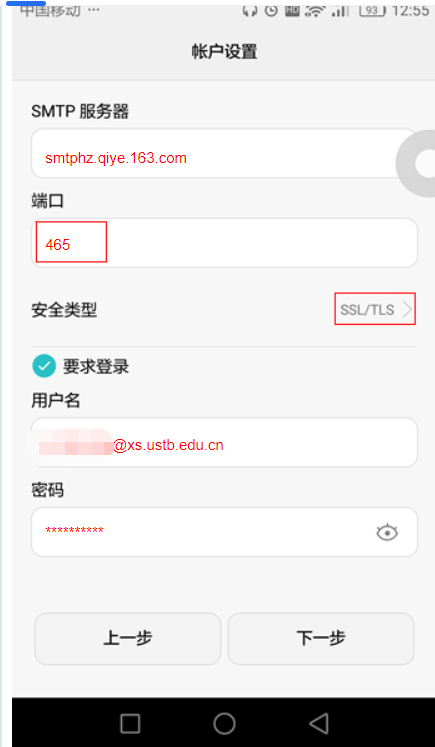 中国移动 ··· HD 93 12:55
帐户设置
SMTP 服务器
smtphz.qiye.163.com
端口
465
安全类型 SSL/TLS
要求登录
用户名
@xs.ustb.edu.cn
密码
**********
上一步 下一步